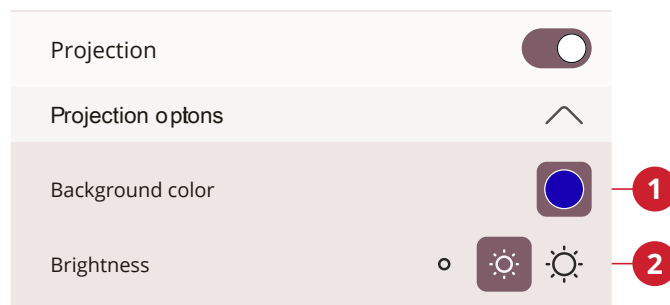 Projection
Projection optons
Background color
1
Brightness
2